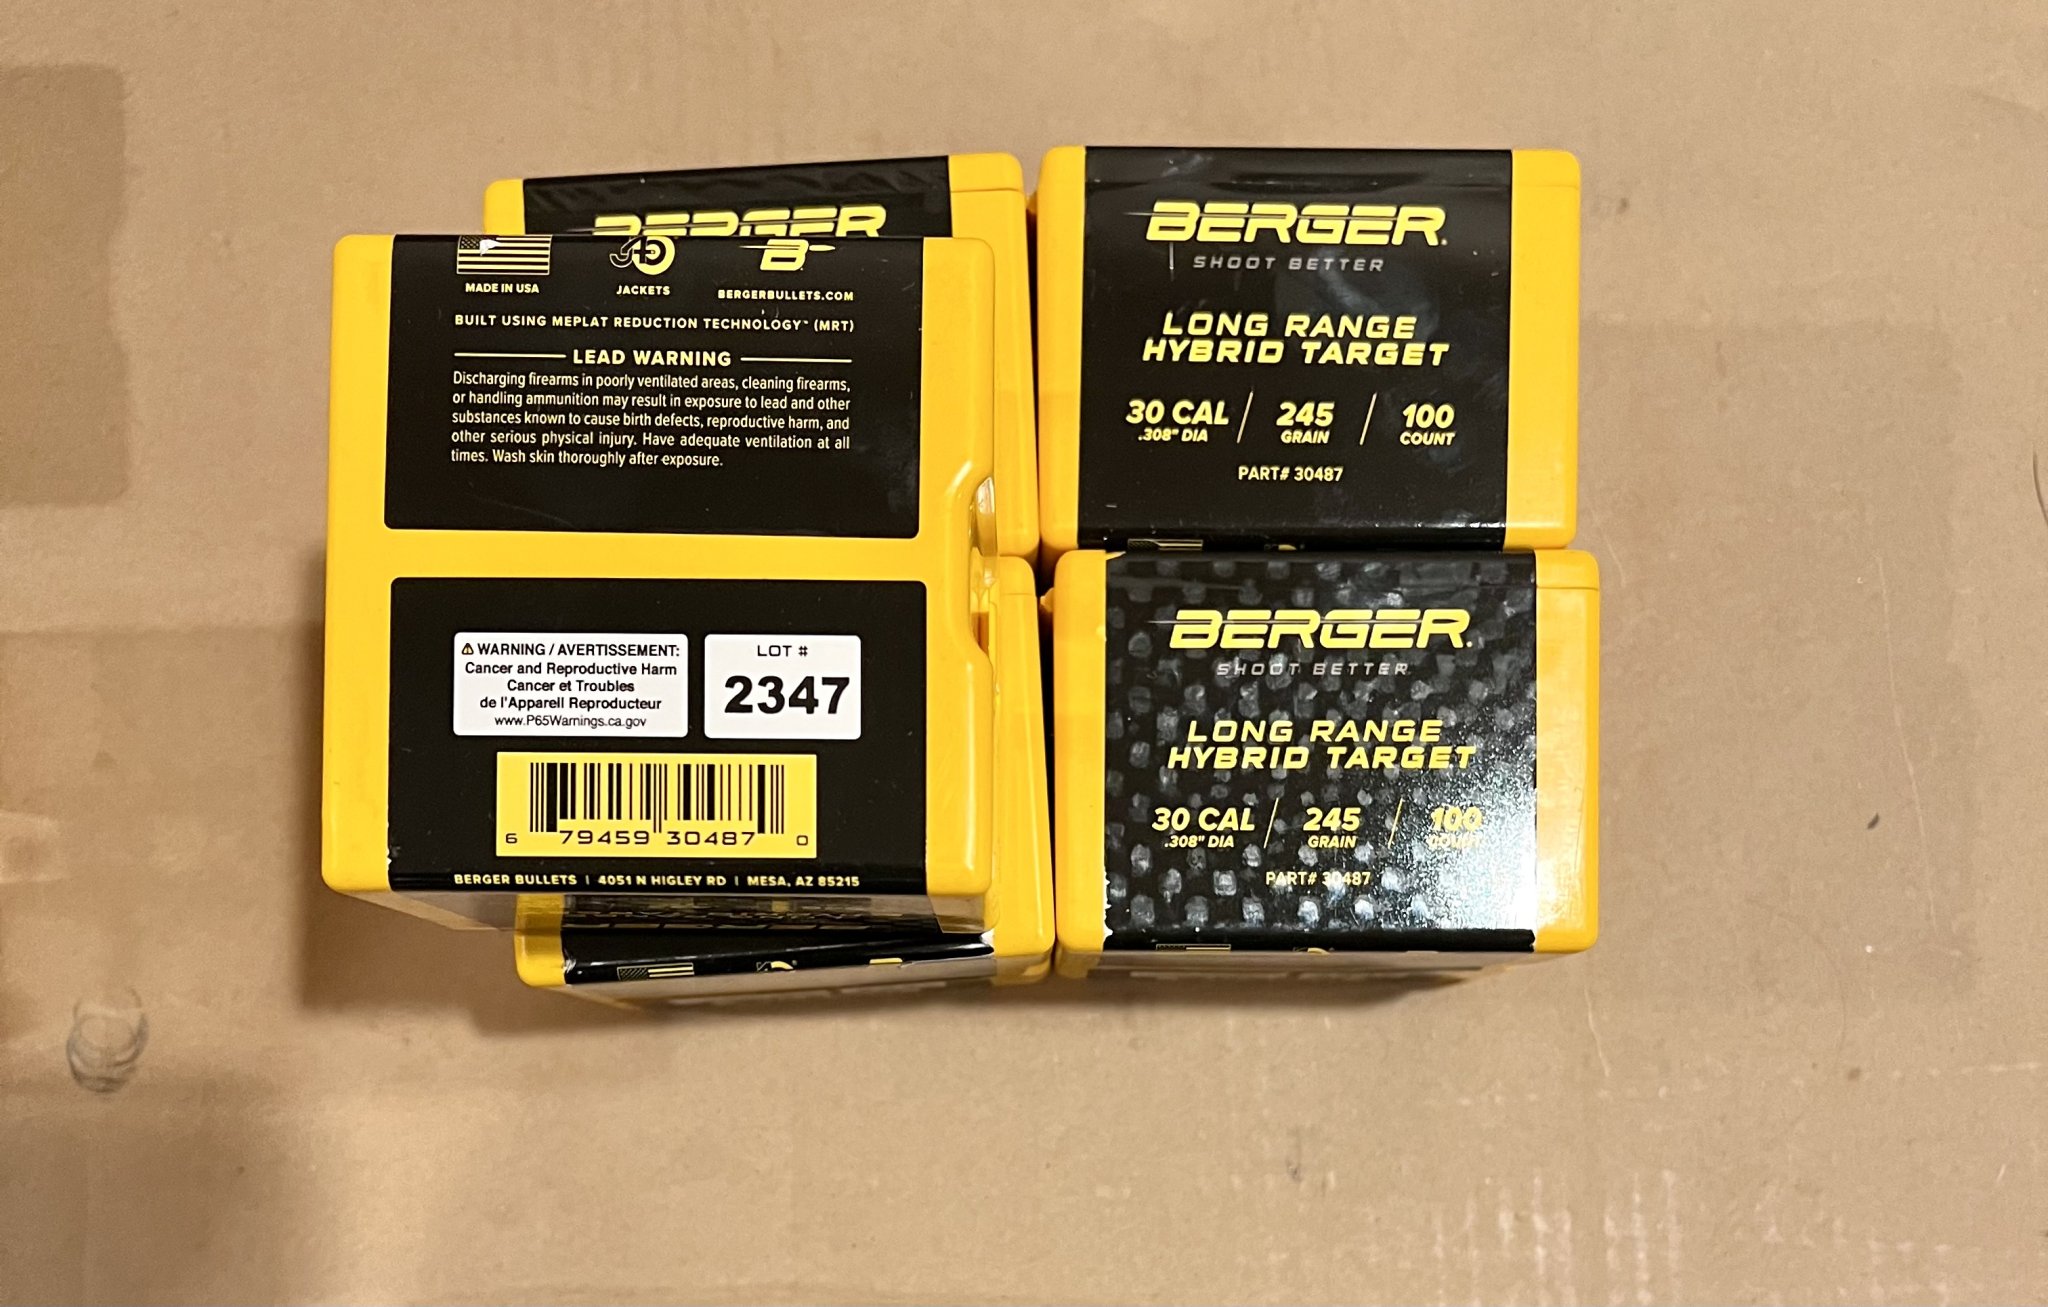 BERGER
MADE IN USA
J4
JACKETS
B
BERGERBULLETS.COM
BUILT USING MEPLAT REDUCTION TECHNOLOGY™ (MRT)
LEAD WARNING
Discharging firearms in poorly ventilated areas, cleaning firearms,
or handling ammunition may result in exposure to lead and other
substances known to cause birth defects, reproductive harm, and
other serious physical injury. Have adequate ventilation at all
times. Wash skin thoroughly after exposure.
⚠ WARNING / AVERTISSEMENT:
Cancer and Reproductive Harm
Cancer et Troubles
de l'Appareil Reproducteur
www.P65Warnings.ca.gov
LOT #
2347
6 79459 30487 0
BERGER BULLETS | 4051 N HIGLEY RD | MESA, AZ 85215
BERGER®
SHOOT BETTER
LONG RANGE
HYBRID TARGET
30 CAL / 245 / 100
.308" DIA GRAIN COUNT
PART# 30487
BERGER®
SHOOT BETTER
LONG RANGE
HYBRID TARGET
30 CAL / 245 / 100
.308" DIA GRAIN COUNT
PART# 30487